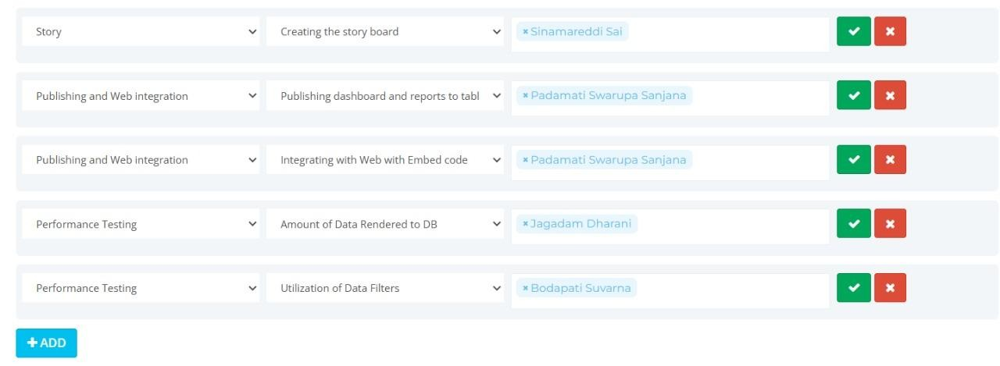 Story Creating the story board × Sinamareddi Sai
Publishing and Web integration Publishing dashboard and reports to tabl × Padamati Swarupa Sanjana
Publishing and Web integration Integrating with Web with Embed code × Padamati Swarupa Sanjana
Performance Testing Amount of Data Rendered to DB × Jagadam Dharani
Performance Testing Utilization of Data Filters × Bodapati Suvarna
+ ADD